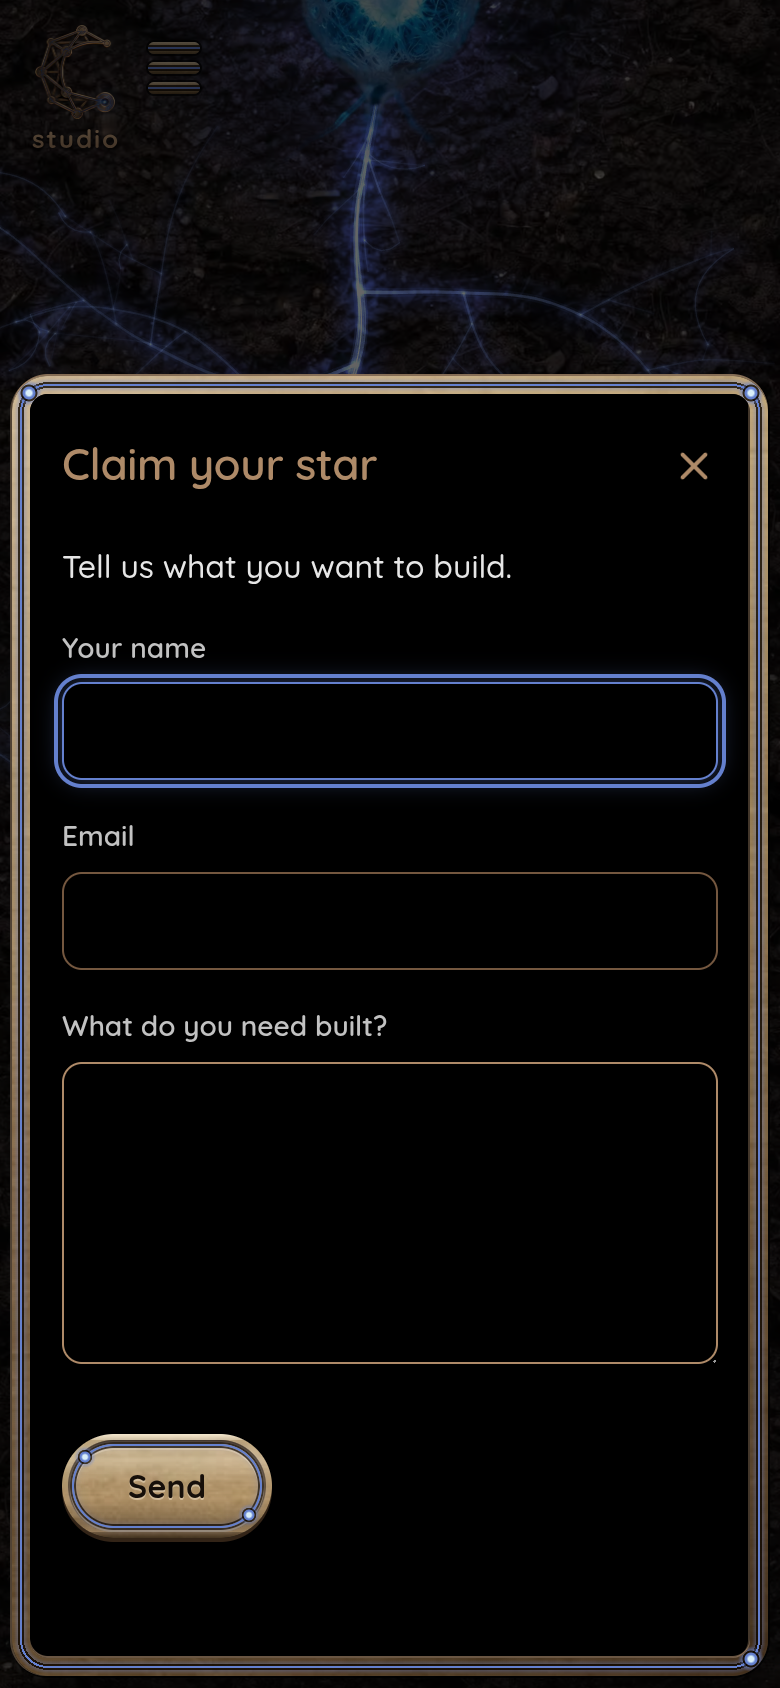 studio
Claim your star
Tell us what you want to build.
Your name
Email
What do you need built?
Send